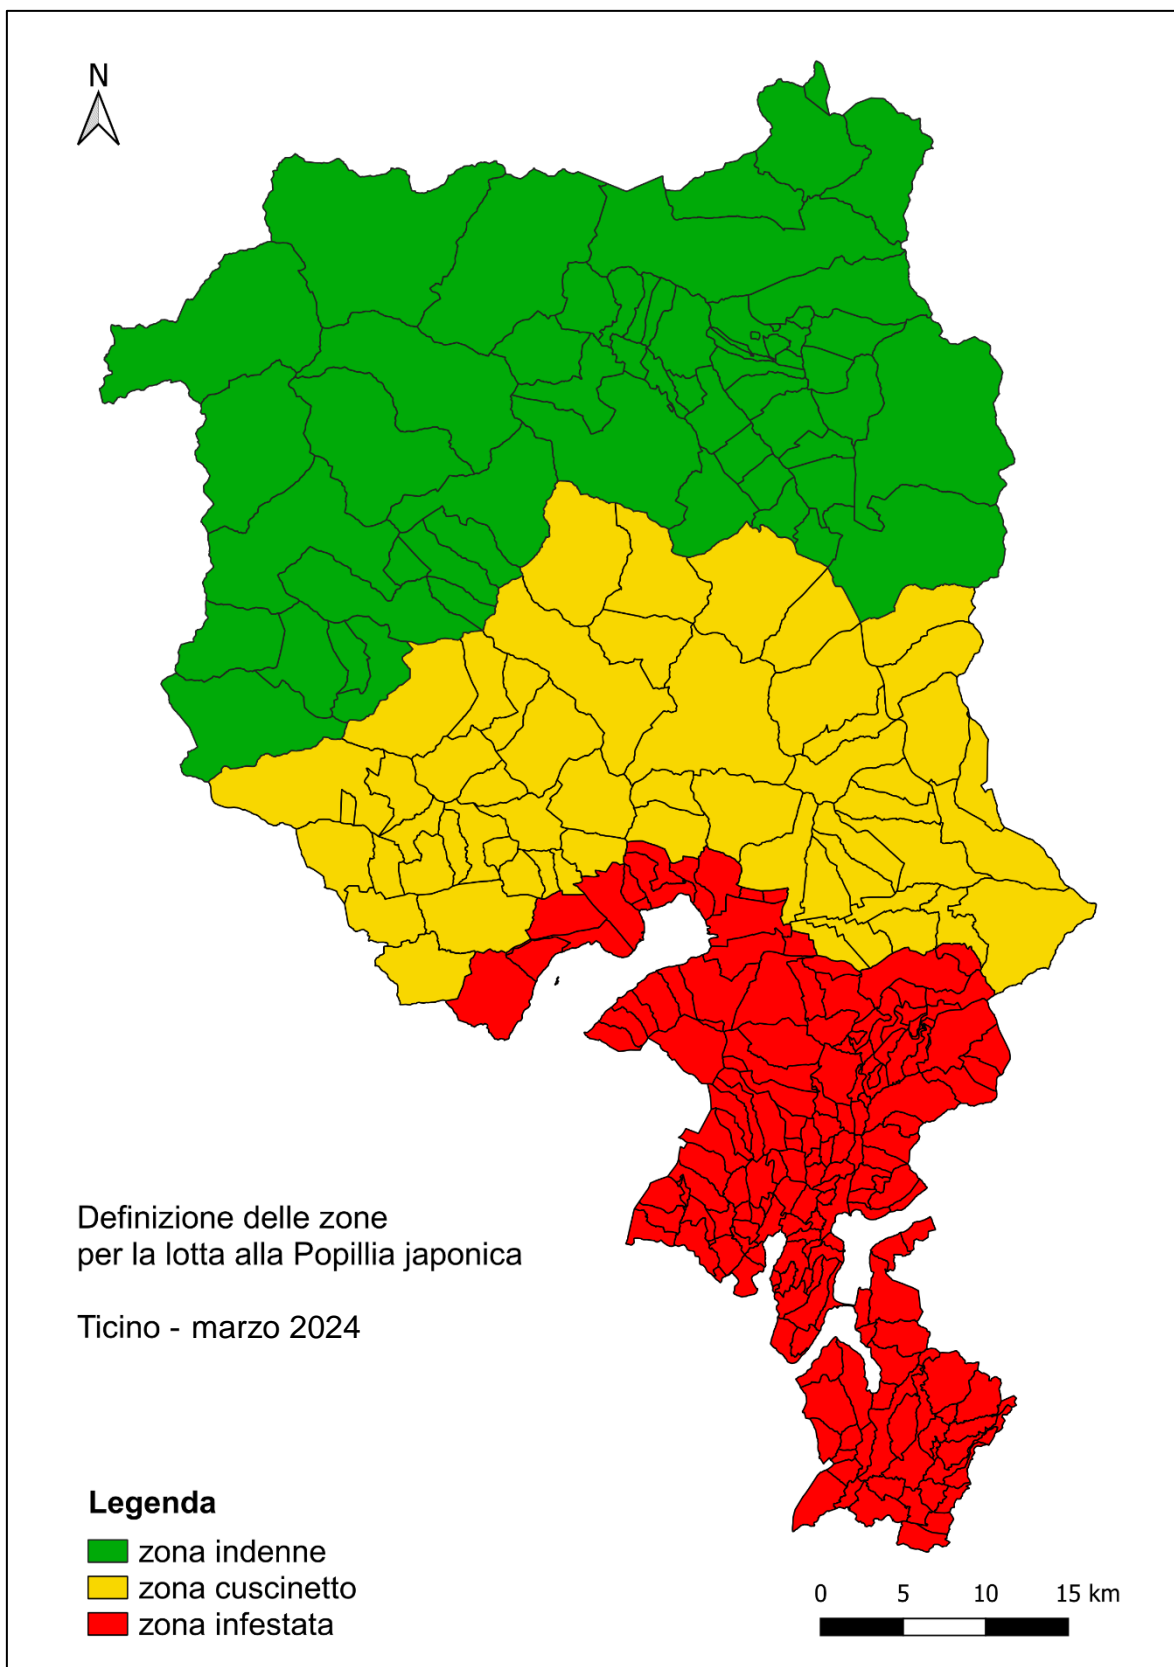 N
Definizione delle zone
per la lotta alla Popillia japonica
Ticino - marzo 2024
Legenda
zona indenne
zona cuscinetto
zona infestata
0 5 10 15 km